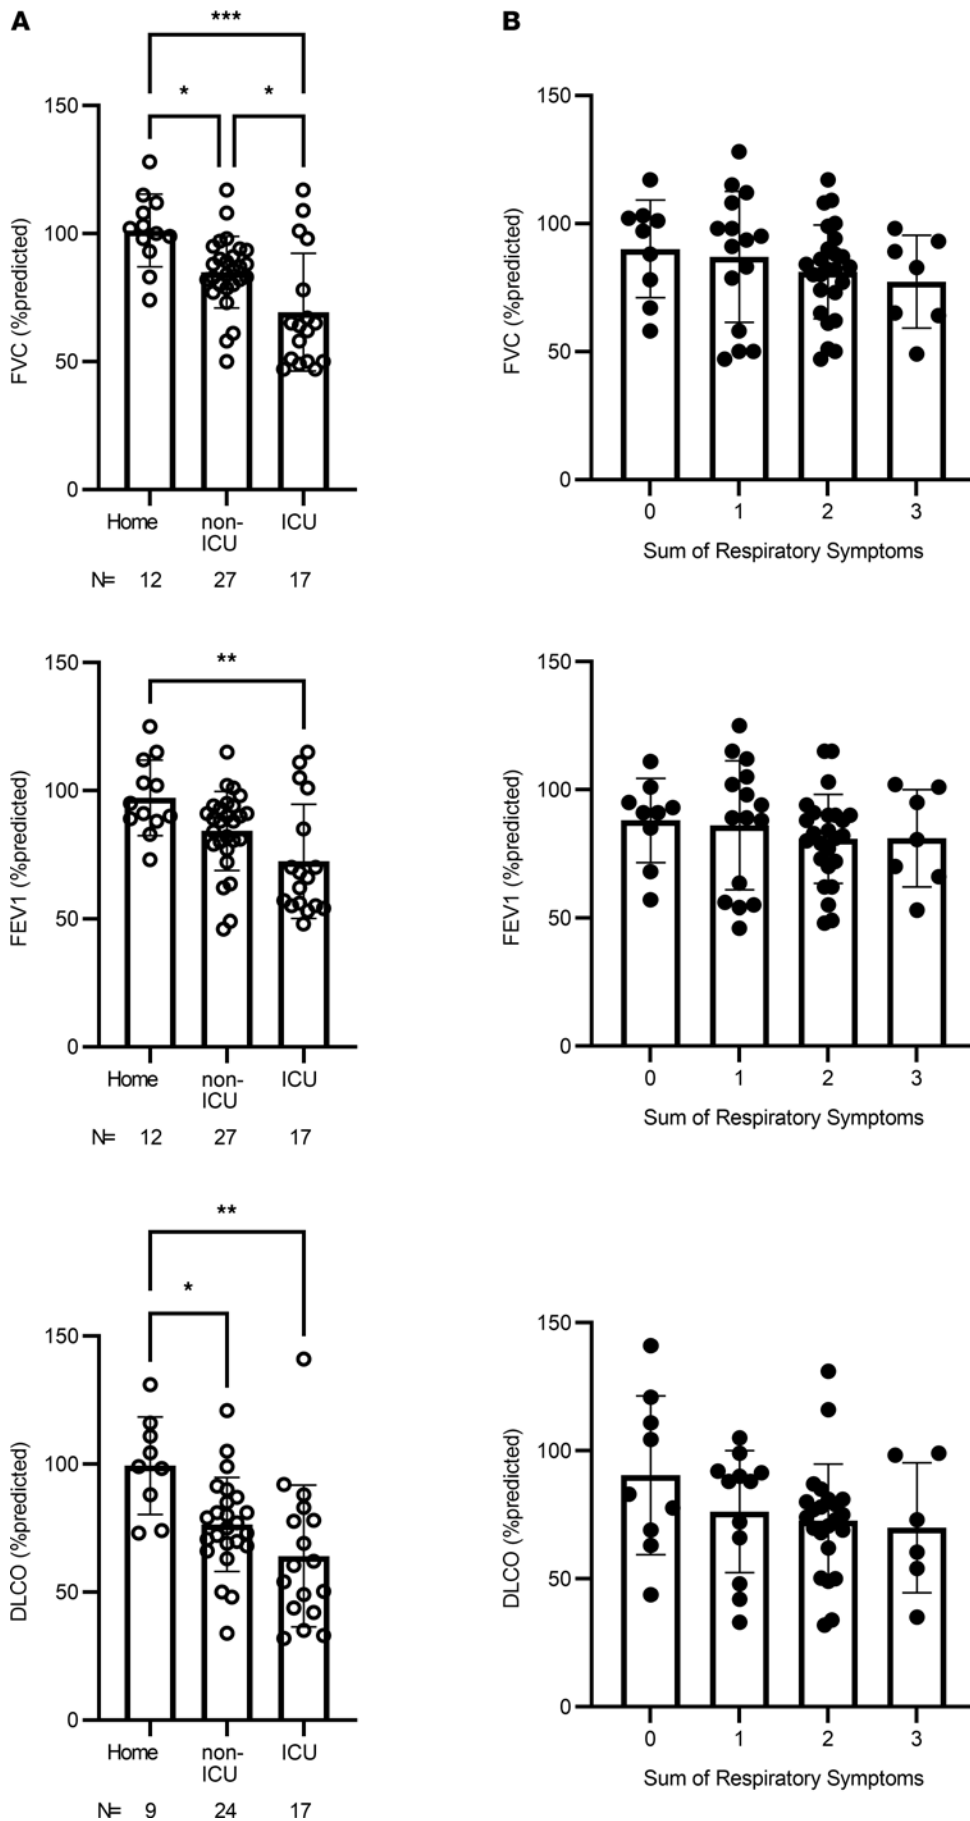 A
***
*
*
150
100
50
0
FVC (%predicted)
Home
non-
ICU
ICU
N= 12 27 17
B
150
100
50
0
FVC (%predicted)
0 1 2 3
Sum of Respiratory Symptoms
**
150
100
50
0
FEV1 (%predicted)
Home
non-
ICU
ICU
N= 12 27 17
150
100
50
0
FEV1 (%predicted)
0 1 2 3
Sum of Respiratory Symptoms
**
*
150
100
50
0
DLCO (%predicted)
Home
non-
ICU
ICU
N= 9 24 17
150
100
50
0
DLCO (%predicted)
0 1 2 3
Sum of Respiratory Symptoms